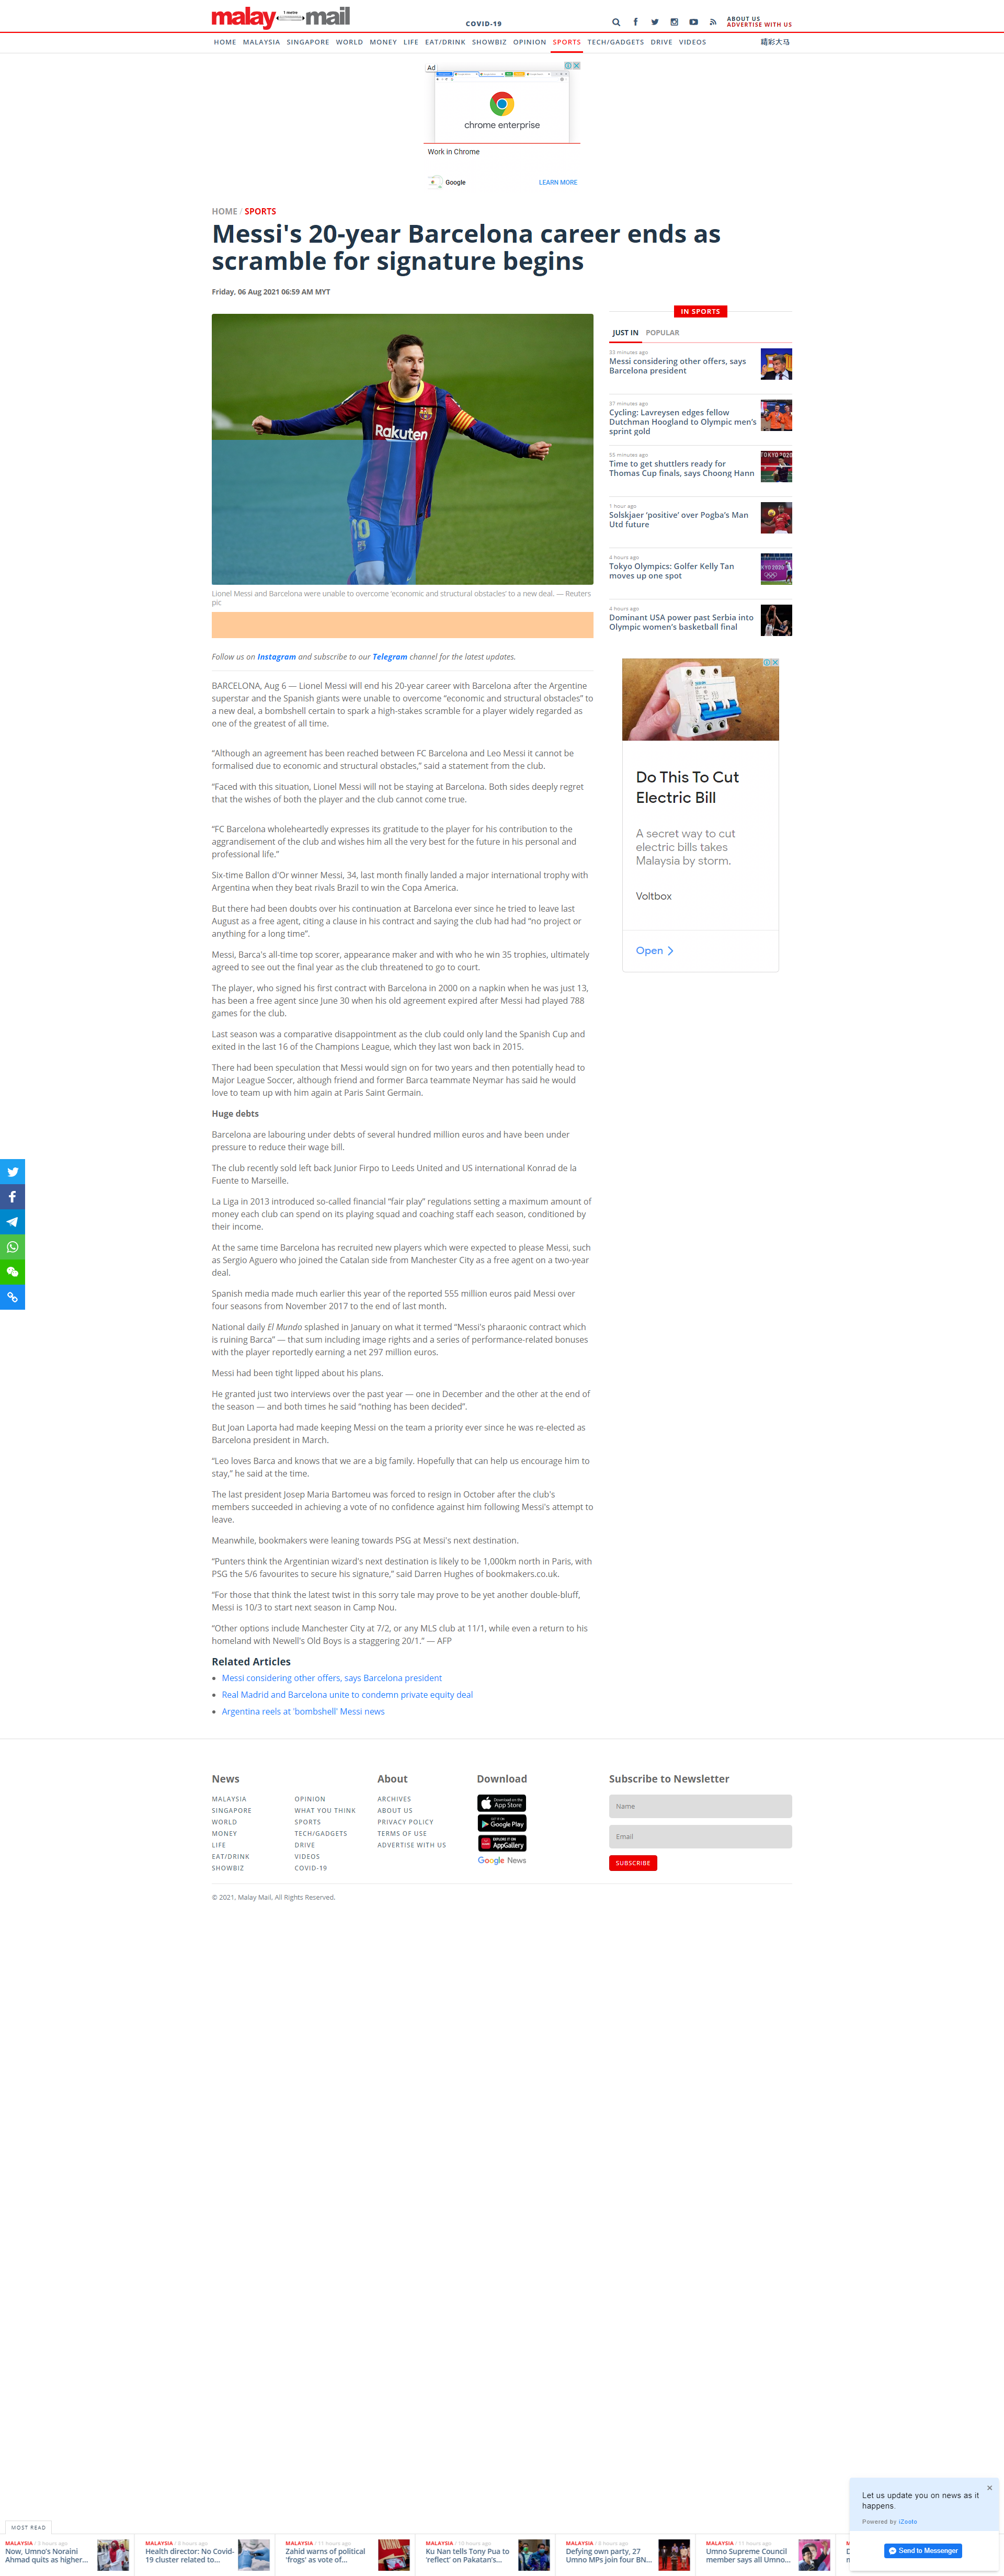 malay mail
1 metre
COVID-19
ABOUT US
ADVERTISE WITH US
HOME MALAYSIA SINGAPORE WORLD MONEY LIFE EAT/DRINK SHOWBIZ OPINION SPORTS TECH/GADGETS DRIVE VIDEOS 精彩大马
Ad
chrome enterprise
Work in Chrome
Google LEARN MORE
HOME / SPORTS
Messi's 20-year Barcelona career ends as
scramble for signature begins
Friday, 06 Aug 2021 06:59 AM MYT
Rakuten
10
Lionel Messi and Barcelona were unable to overcome 'economic and structural obstacles' to a new deal. — Reuters
pic
Follow us on Instagram and subscribe to our Telegram channel for the latest updates.
BARCELONA, Aug 6 — Lionel Messi will end his 20-year career with Barcelona after the Argentine
superstar and the Spanish giants were unable to overcome “economic and structural obstacles” to
a new deal, a bombshell certain to spark a high-stakes scramble for a player widely regarded as
one of the greatest of all time.
“Although an agreement has been reached between FC Barcelona and Leo Messi it cannot be
formalised due to economic and structural obstacles,” said a statement from the club.
“Faced with this situation, Lionel Messi will not be staying at Barcelona. Both sides deeply regret
that the wishes of both the player and the club cannot come true.
“FC Barcelona wholeheartedly expresses its gratitude to the player for his contribution to the
aggrandisement of the club and wishes him all the very best for the future in his personal and
professional life.”
Six-time Ballon d'Or winner Messi, 34, last month finally landed a major international trophy with
Argentina when they beat rivals Brazil to win the Copa America.
But there had been doubts over his continuation at Barcelona ever since he tried to leave last
August as a free agent, citing a clause in his contract and saying the club had had “no project or
anything for a long time”.
Messi, Barca's all-time top scorer, appearance maker and with who he win 35 trophies, ultimately
agreed to see out the final year as the club threatened to go to court.
The player, who signed his first contract with Barcelona in 2000 on a napkin when he was just 13,
has been a free agent since June 30 when his old agreement expired after Messi had played 788
games for the club.
Last season was a comparative disappointment as the club could only land the Spanish Cup and
exited in the last 16 of the Champions League, which they last won back in 2015.
There had been speculation that Messi would sign on for two years and then potentially head to
Major League Soccer, although friend and former Barca teammate Neymar has said he would
love to team up with him again at Paris Saint Germain.
Huge debts
Barcelona are labouring under debts of several hundred million euros and have been under
pressure to reduce their wage bill.
The club recently sold left back Junior Firpo to Leeds United and US international Konrad de la
Fuente to Marseille.
La Liga in 2013 introduced so-called financial “fair play” regulations setting a maximum amount of
money each club can spend on its playing squad and coaching staff each season, conditioned by
their income.
At the same time Barcelona has recruited new players which were expected to please Messi, such
as Sergio Aguero who joined the Catalan side from Manchester City as a free agent on a two-year
deal.
Spanish media made much earlier this year of the reported 555 million euros paid Messi over
four seasons from November 2017 to the end of last month.
National daily El Mundo splashed in January on what it termed “Messi's pharaonic contract which
is ruining Barca” — that sum including image rights and a series of performance-related bonuses
with the player reportedly earning a net 297 million euros.
Messi had been tight lipped about his plans.
He granted just two interviews over the past year — one in December and the other at the end of
the season — and both times he said “nothing has been decided”.
But Joan Laporta had made keeping Messi on the team a priority ever since he was re-elected as
Barcelona president in March.
“Leo loves Barca and knows that we are a big family. Hopefully that can help us encourage him to
stay,” he said at the time.
The last president Josep Maria Bartomeu was forced to resign in October after the club's
members succeeded in achieving a vote of no confidence against him following Messi's attempt to
leave.
Meanwhile, bookmakers were leaning towards PSG at Messi's next destination.
“Punters think the Argentinian wizard's next destination is likely to be 1,000km north in Paris, with
PSG the 5/6 favourites to secure his signature,” said Darren Hughes of bookmakers.co.uk.
“For those that think the latest twist in this sorry tale may prove to be yet another double-bluff,
Messi is 10/3 to start next season in Camp Nou.
“Other options include Manchester City at 7/2, or any MLS club at 11/1, while even a return to his
homeland with Newell's Old Boys is a staggering 20/1.” — AFP
Related Articles
Messi considering other offers, says Barcelona president
Real Madrid and Barcelona unite to condemn private equity deal
Argentina reels at 'bombshell' Messi news
IN SPORTS
JUST IN POPULAR
33 minutes ago
Messi considering other offers, says
Barcelona president
37 minutes ago
Cycling: Lavreysen edges fellow
Dutchman Hoogland to Olympic men's
sprint gold
55 minutes ago
Time to get shuttlers ready for
Thomas Cup finals, says Choong Hann
1 hour ago
Solskjaer 'positive' over Pogba's Man
Utd future
4 hours ago
Tokyo Olympics: Golfer Kelly Tan
moves up one spot
4 hours ago
Dominant USA power past Serbia into
Olympic women's basketball final
Do This To Cut
Electric Bill
A secret way to cut
electric bills takes
Malaysia by storm.
Voltbox
Open
News
MALAYSIA
SINGAPORE
WORLD
MONEY
LIFE
EAT/DRINK
SHOWBIZ
OPINION
WHAT YOU THINK
SPORTS
TECH/GADGETS
DRIVE
VIDEOS
COVID-19
About
ARCHIVES
ABOUT US
PRIVACY POLICY
TERMS OF USE
ADVERTISE WITH US
Download
Download on the
App Store
GET IT ON
Google Play
EXPLORE IT ON
AppGallery
Google News
Subscribe to Newsletter
Name
Email
SUBSCRIBE
© 2021, Malay Mail, All Rights Reserved.
Let us update you on news as it
happens.
Powered by iZooto
Send to Messenger
MOST READ
MALAYSIA / 3 hours ago
Now, Umno's Noraini
Ahmad quits as higher...
MALAYSIA / 8 hours ago
Health director: No Covid-
19 cluster related to...
MALAYSIA / 11 hours ago
Zahid warns of political
'frogs' as vote of...
MALAYSIA / 10 hours ago
Ku Nan tells Tony Pua to
'reflect' on Pakatan's...
MALAYSIA / 9 hours ago
Defying own party, 27
Umno MPs join four BN...
MALAYSIA / 11 hours ago
Umno Supreme Council
member says all Umno...